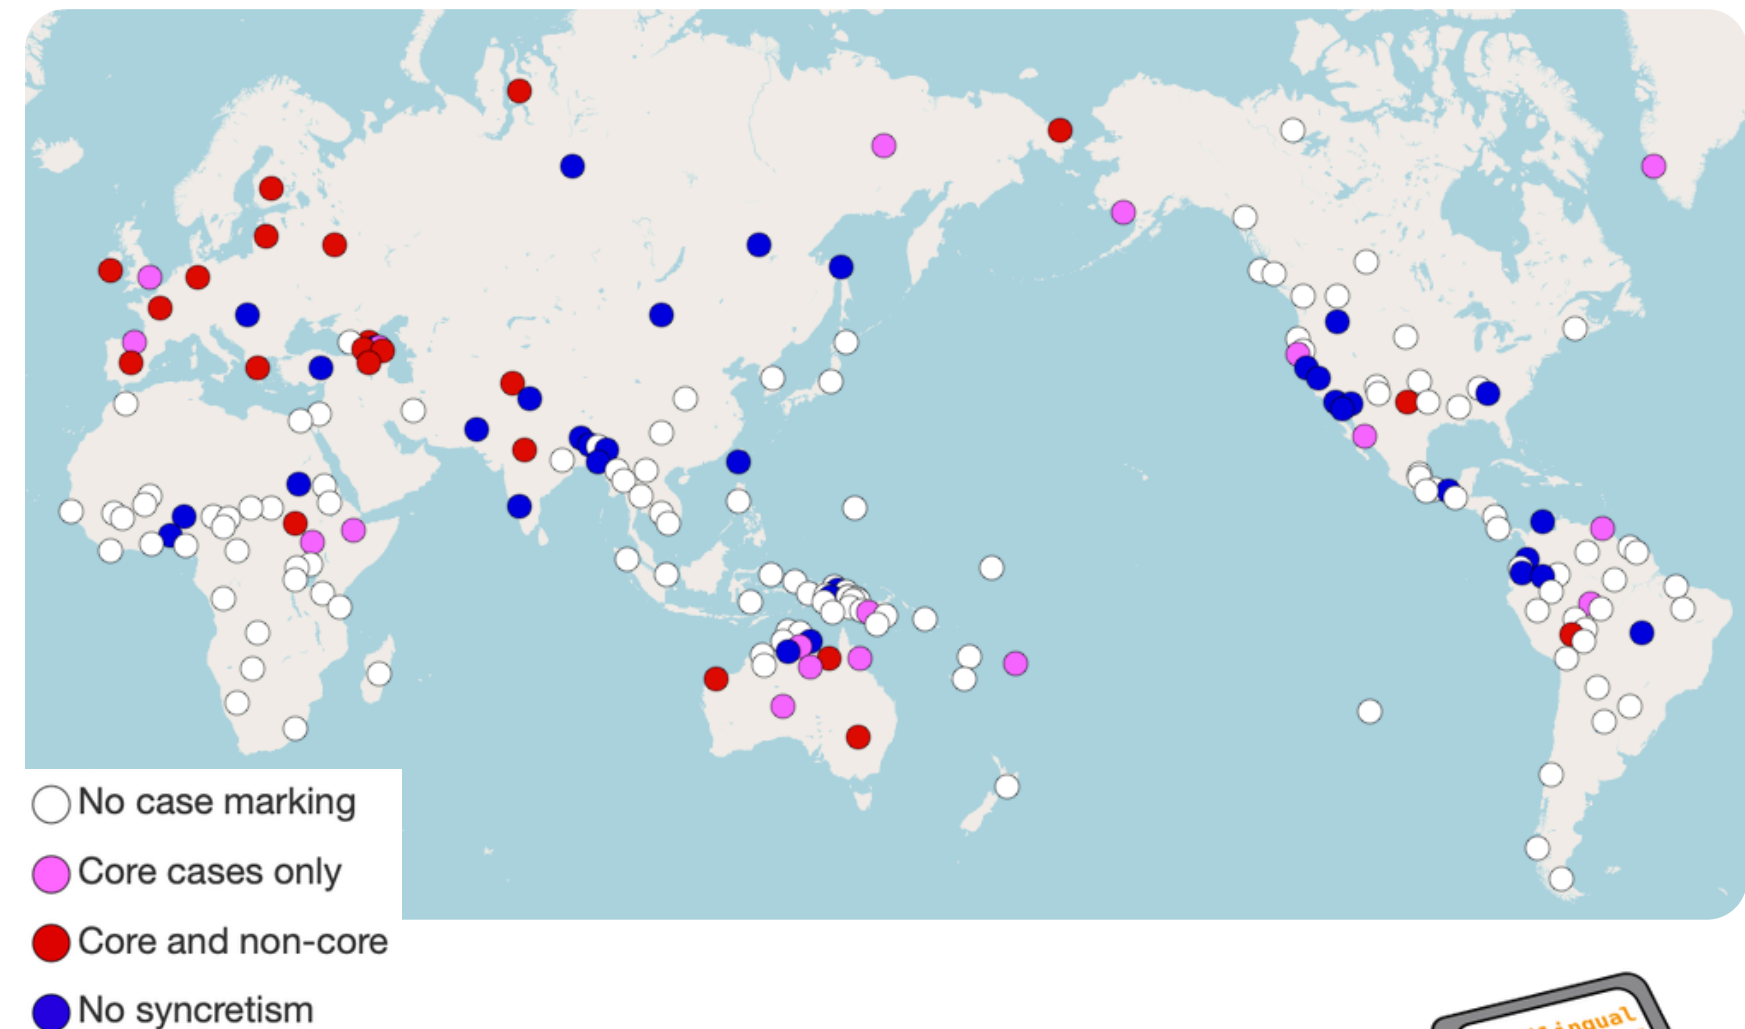 No case marking
Core cases only
Core and non-core
No syncretism